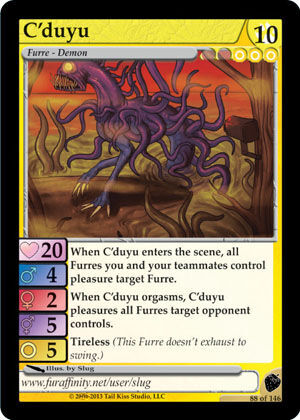 C'duyu
10
Furre - Demon
20
When C'duyu enters the scene, all
Furres you and your teammates control
pleasure target Furre.
4
2
When C'duyu orgasms, C'duyu
pleasures all Furres target opponent
controls.
5
5
Tireless (This Furre doesn't exhaust to
swing.)
Illus. by Slug
www.furaffinity.net/user/slug
88 of 146
2013 Tail Kiss Studio, LLC